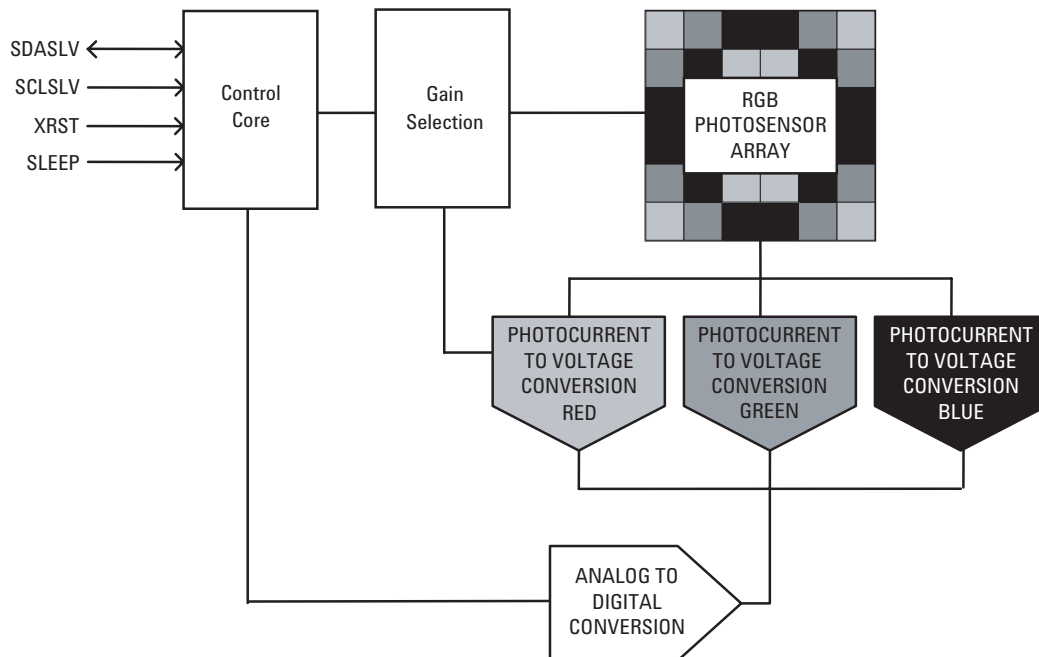 SDASLV
SCLSLV
XRST
SLEEP
Control
Core
Gain
Selection
RGB
PHOTOSENSOR
ARRAY
PHOTOCURRENT
TO VOLTAGE
CONVERSION
RED
PHOTOCURRENT
TO VOLTAGE
CONVERSION
GREEN
PHOTOCURRENT
TO VOLTAGE
CONVERSION
BLUE
ANALOG TO
DIGITAL
CONVERSION